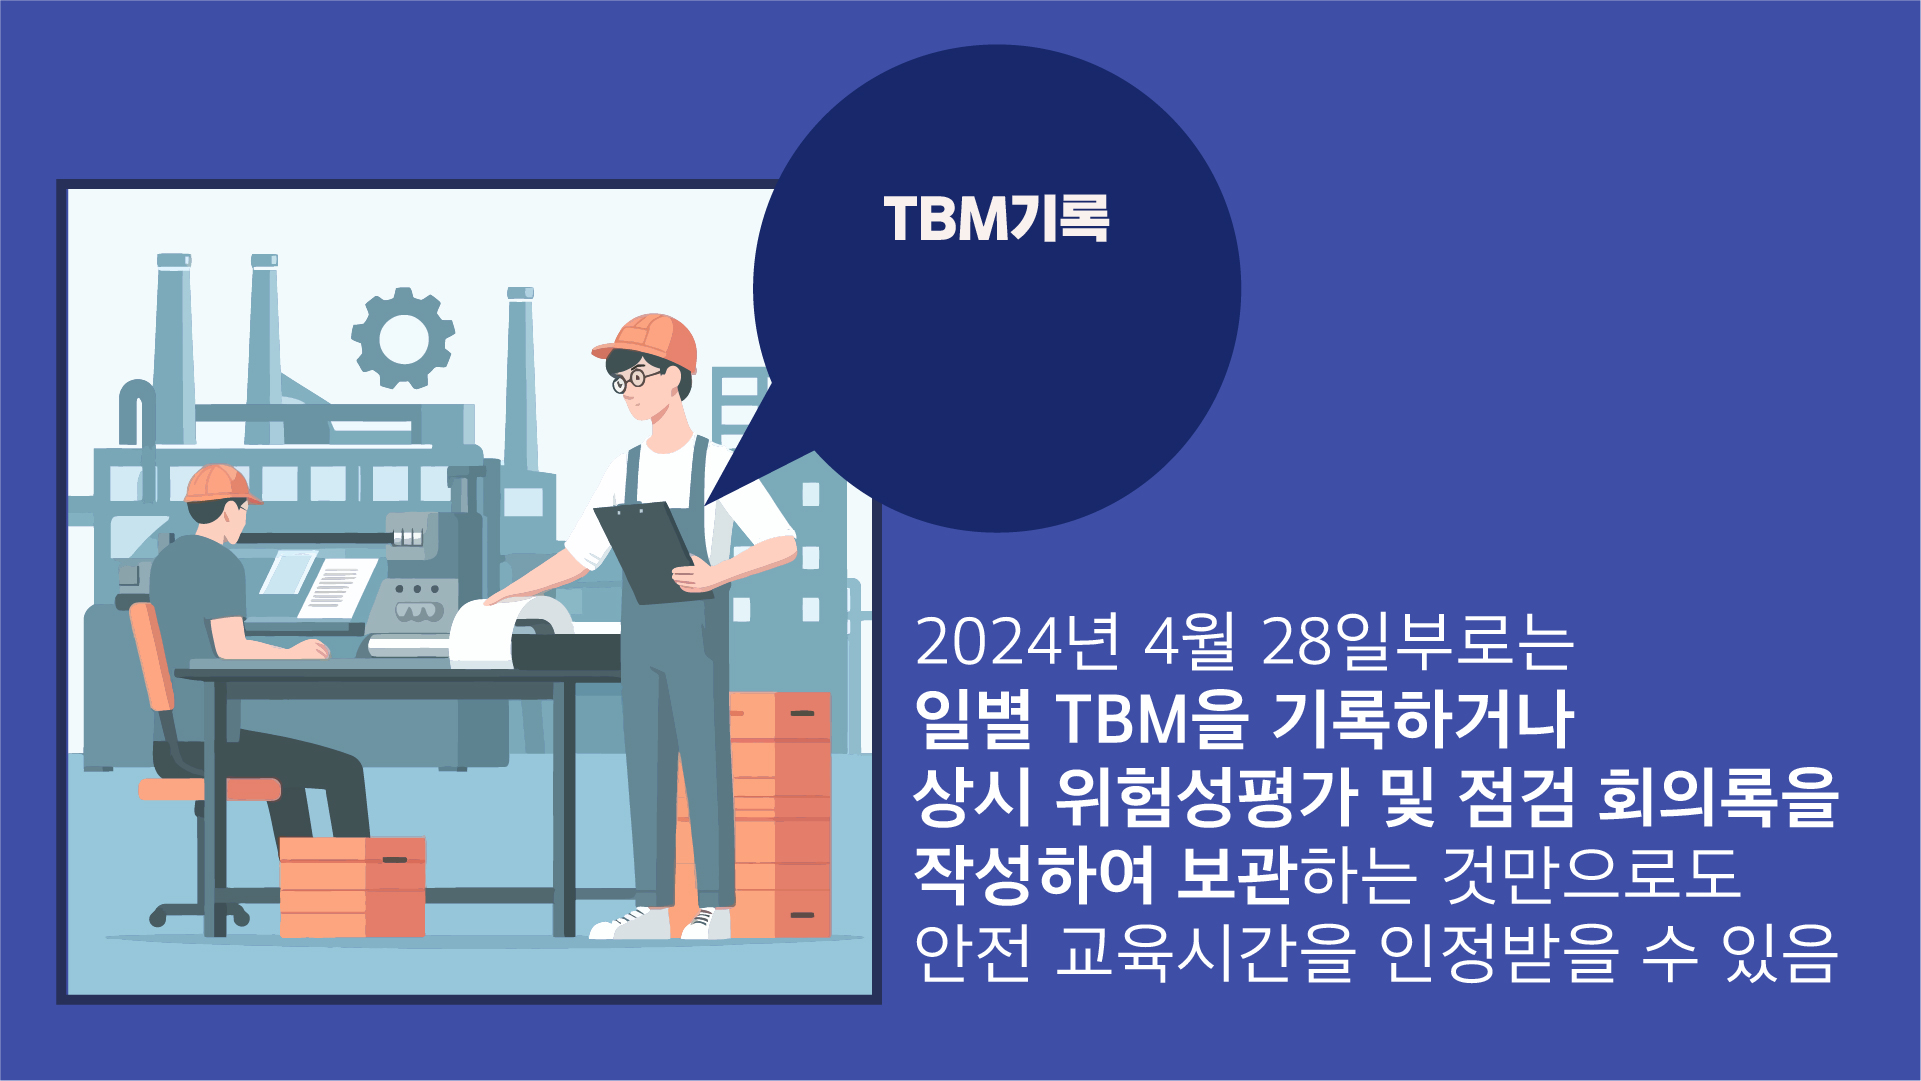 TBM기록
2024년 4월 28일부로는
일별 TBM을 기록하거나
상시 위험성평가 및 점검 회의록을
작성하여 보관하는 것만으로도
안전 교육시간을 인정받을 수 있음